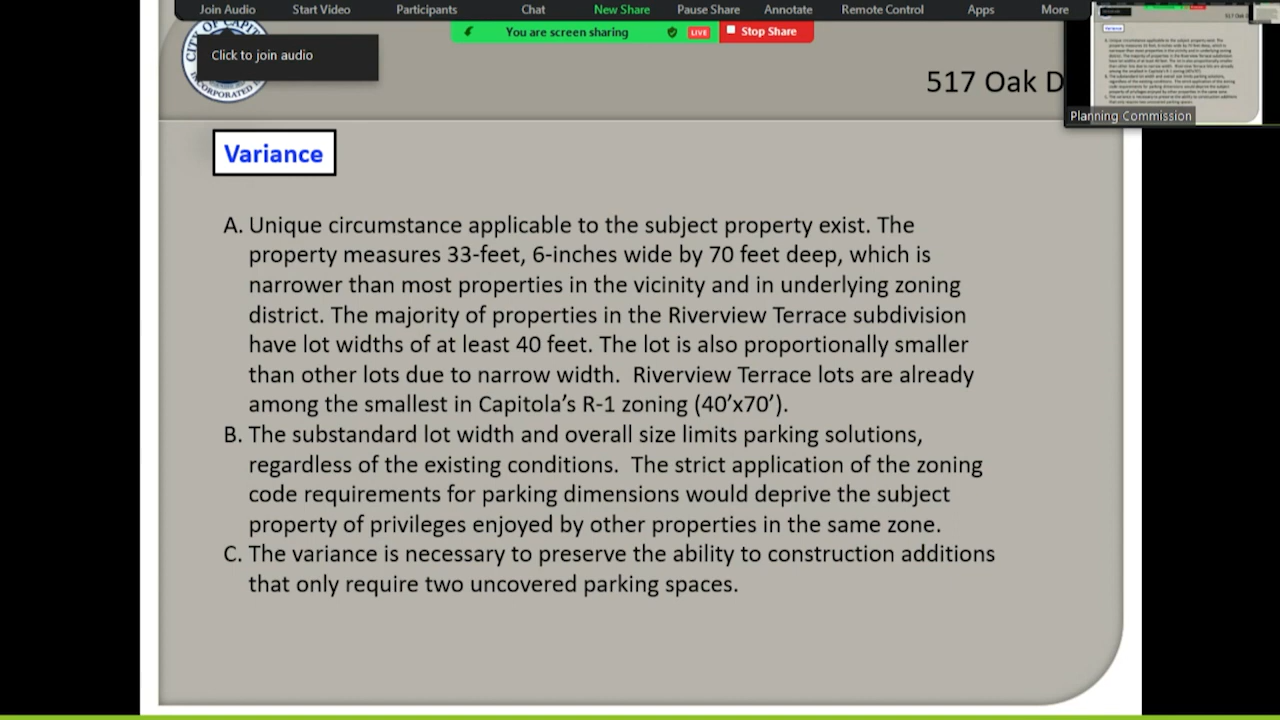 Join Audio Start Video Participants Chat New Share Pause Share Annotate Remote Control Apps More
You are screen sharing LIVE Stop Share
Click to join audio
CITY OF CAPIT
INCORPORATED
517 Oak D
Planning Commission
Variance
A. Unique circumstance applicable to the subject property exist. The
property measures 33-feet, 6-inches wide by 70 feet deep, which is
narrower than most properties in the vicinity and in underlying zoning
district. The majority of properties in the Riverview Terrace subdivision
have lot widths of at least 40 feet. The lot is also proportionally smaller
than other lots due to narrow width. Riverview Terrace lots are already
among the smallest in Capitola’s R-1 zoning (40’x70’).
B. The substandard lot width and overall size limits parking solutions,
regardless of the existing conditions. The strict application of the zoning
code requirements for parking dimensions would deprive the subject
property of privileges enjoyed by other properties in the same zone.
C. The variance is necessary to preserve the ability to construction additions
that only require two uncovered parking spaces.